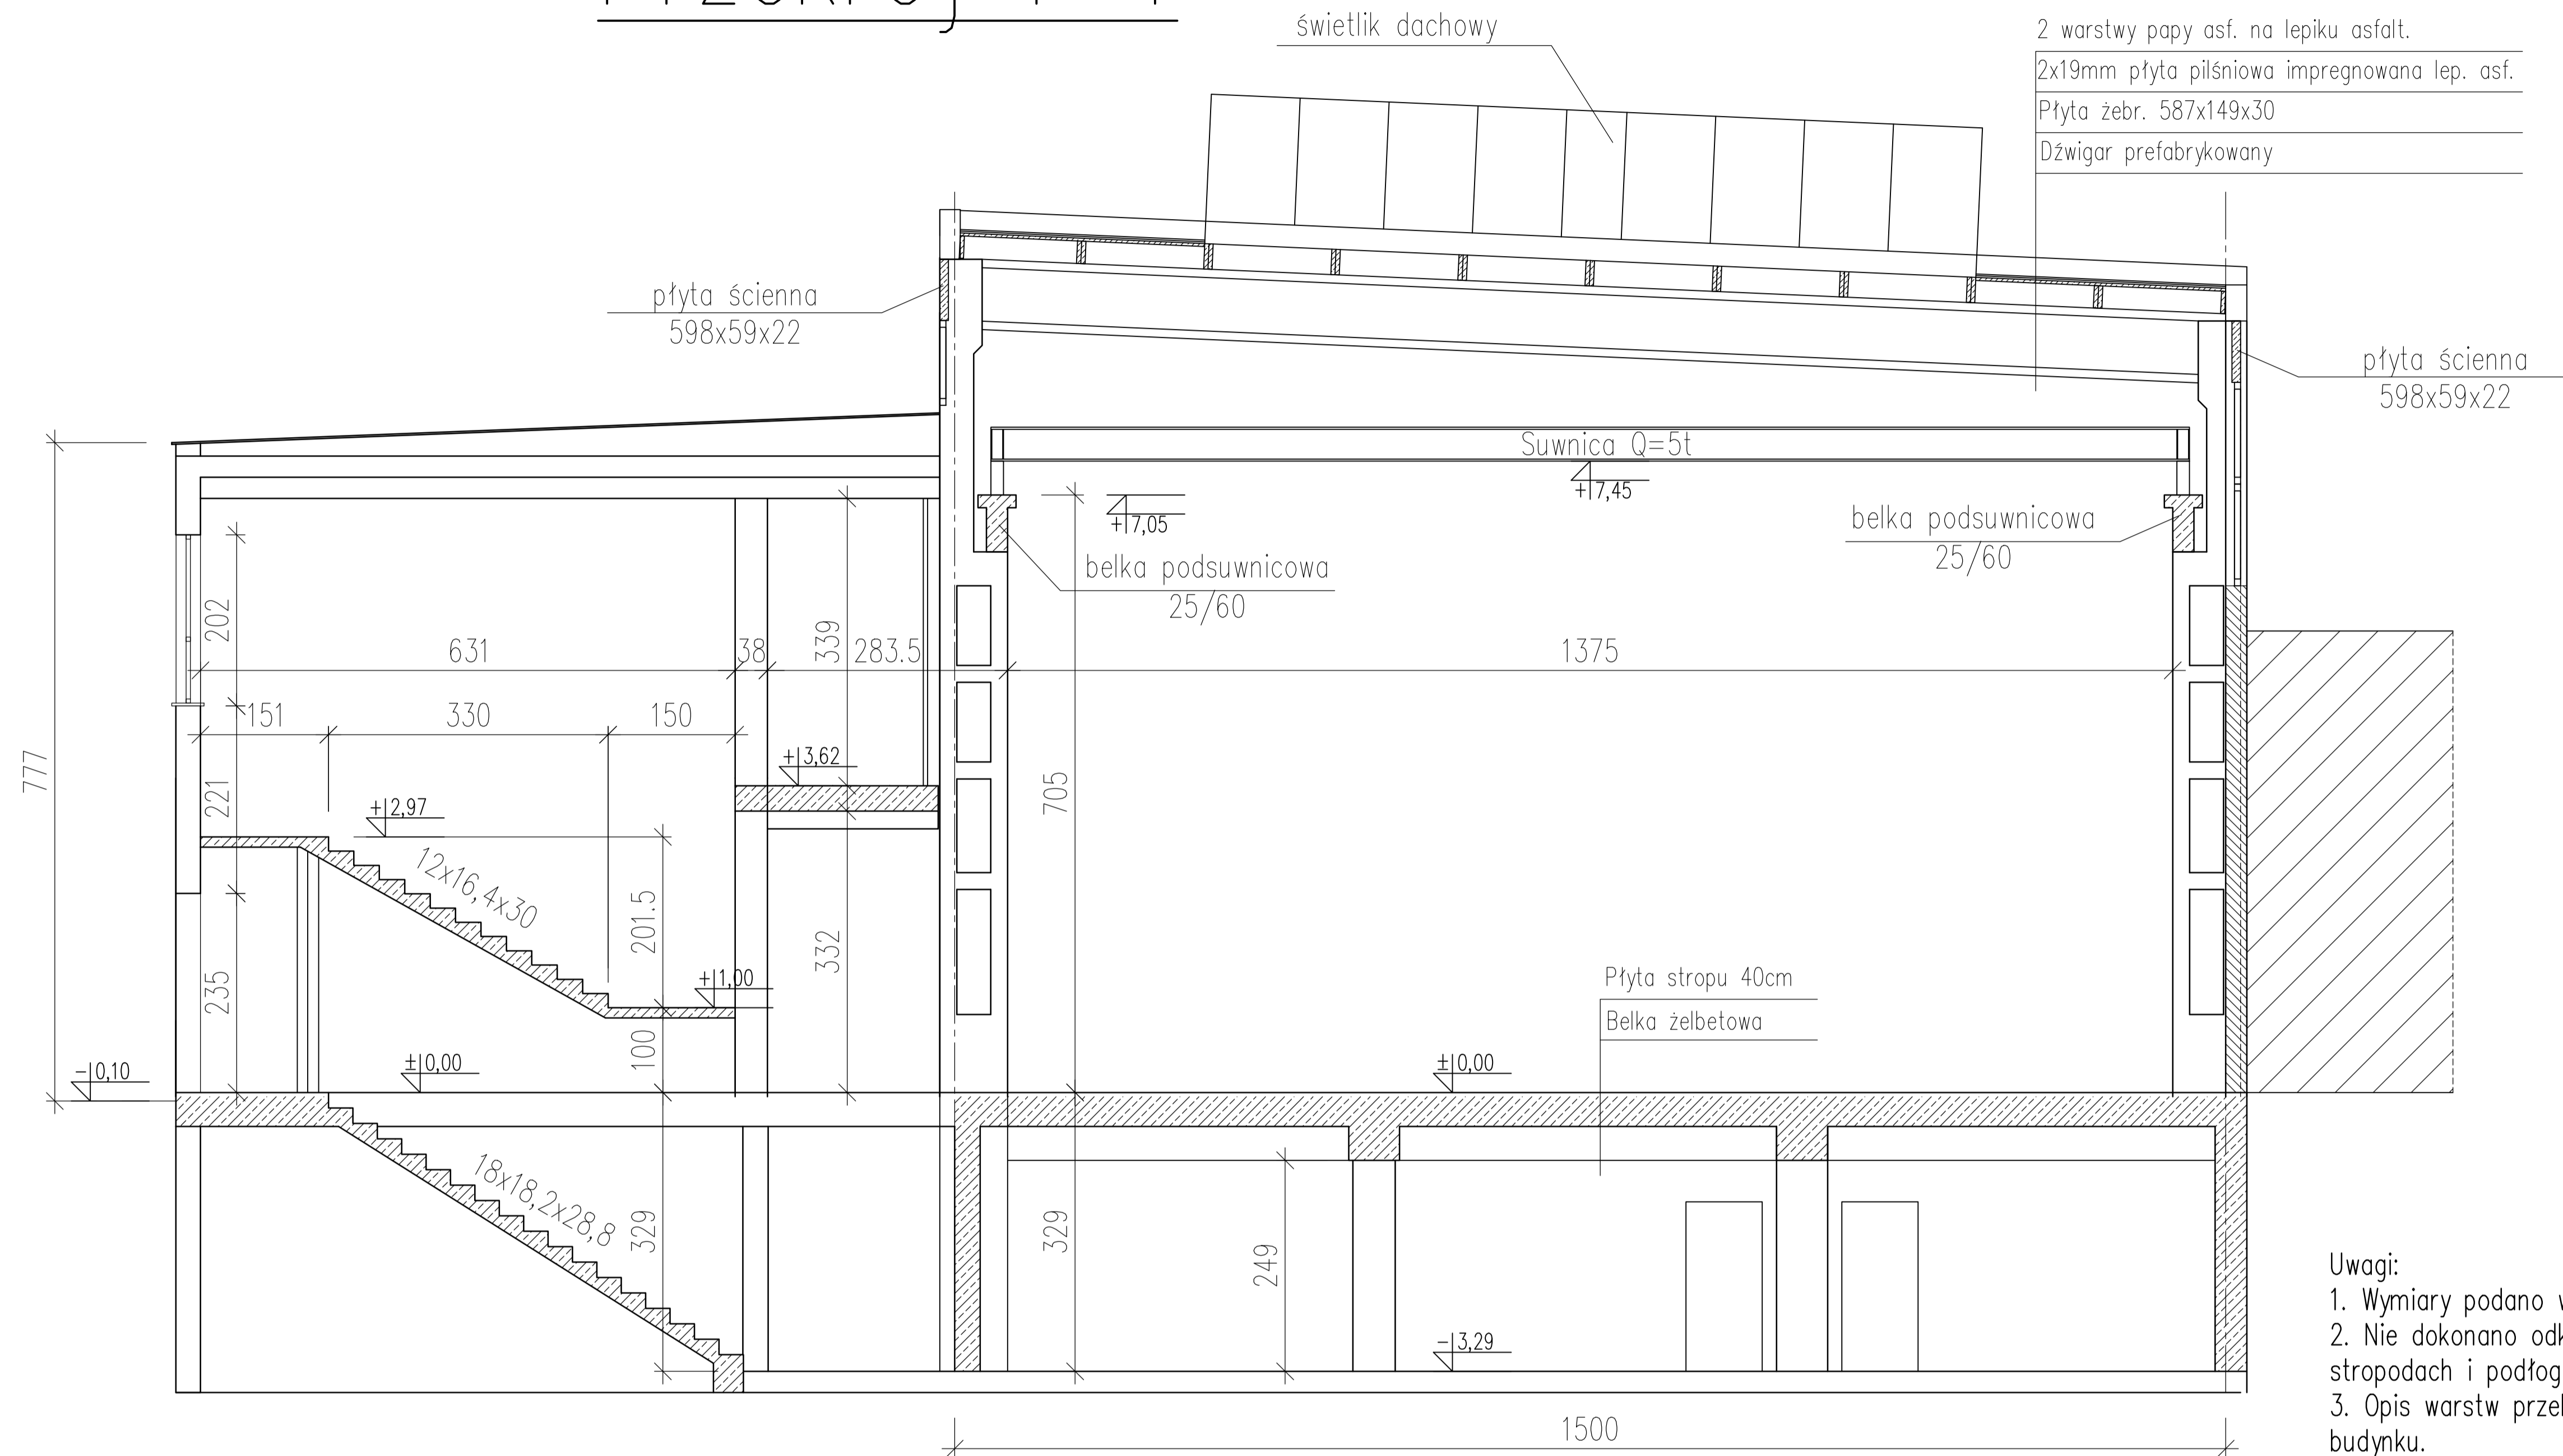 świetlik dachowy
2 warstwy papy asf. na lepiku asfalt.
2x19mm płyta pilśniowa impregnowana lep. asf.
Płyta żebr. 587x149x30
Dźwigar prefabrykowany
płyta ścienna
598x59x22
płyta ścienna
598x59x22
Suwnica Q=5t
+7,45
+7,05
belka podsuwnicowa
25/60
belka podsuwnicowa
25/60
777
202
221
235
631
38
339
283.5
1375
151
330
150
+3,62
+2,97
12x16,4x30
201.5
+1,00
100
332
705
Płyta stropu 40cm
Belka żelbetowa
-0,10
±0,00
±0,00
18x18,2x28,8
329
329
249
-3,29
1500
Uwagi:
1. Wymiary podano
2. Nie dokonano
stropodach i
3. Opis warstw
budynku.